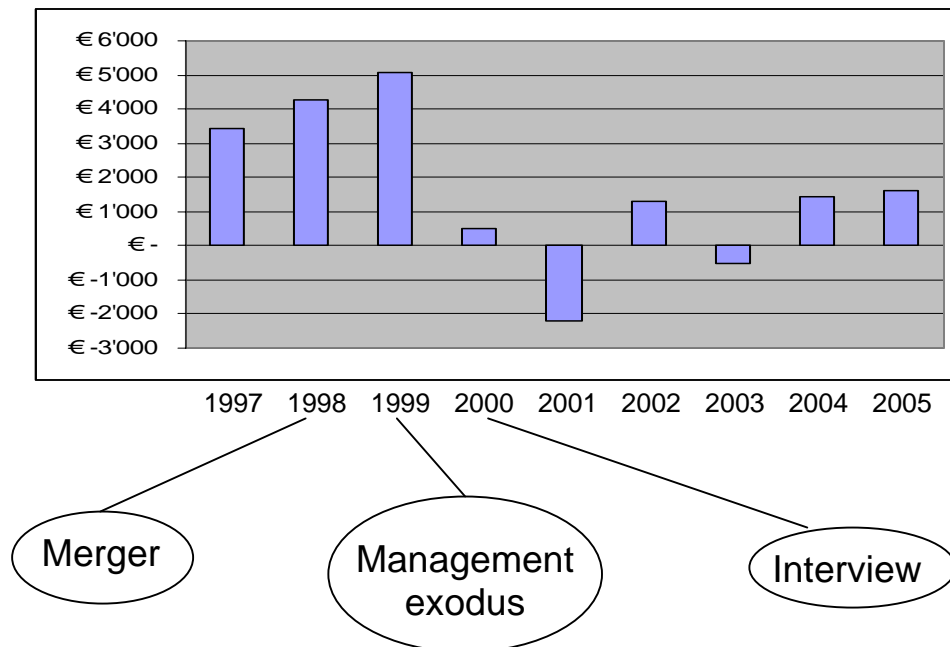 € 6'000
€ 5'000
€ 4'000
€ 3'000
€ 2'000
€ 1'000
€ -
€ -1'000
€ -2'000
€ -3'000
1997 1998 1999 2000 2001 2002 2003 2004 2005
Merger
Management
exodus
Interview